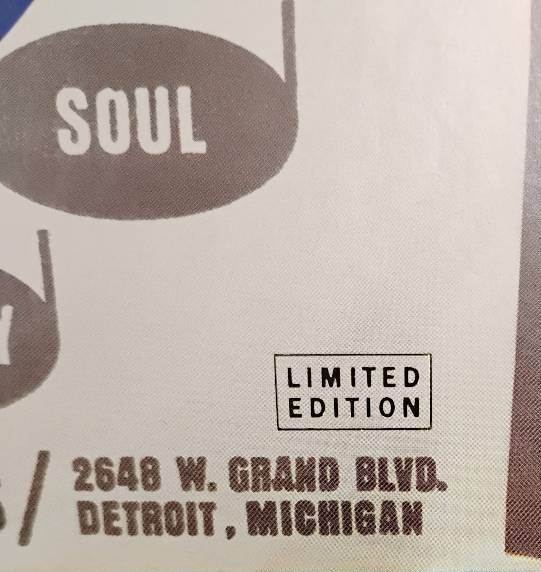 SOUL
LIMITED
EDITION
/ 2648 W. GRAND BLVD.
DETROIT, MICHIGAN